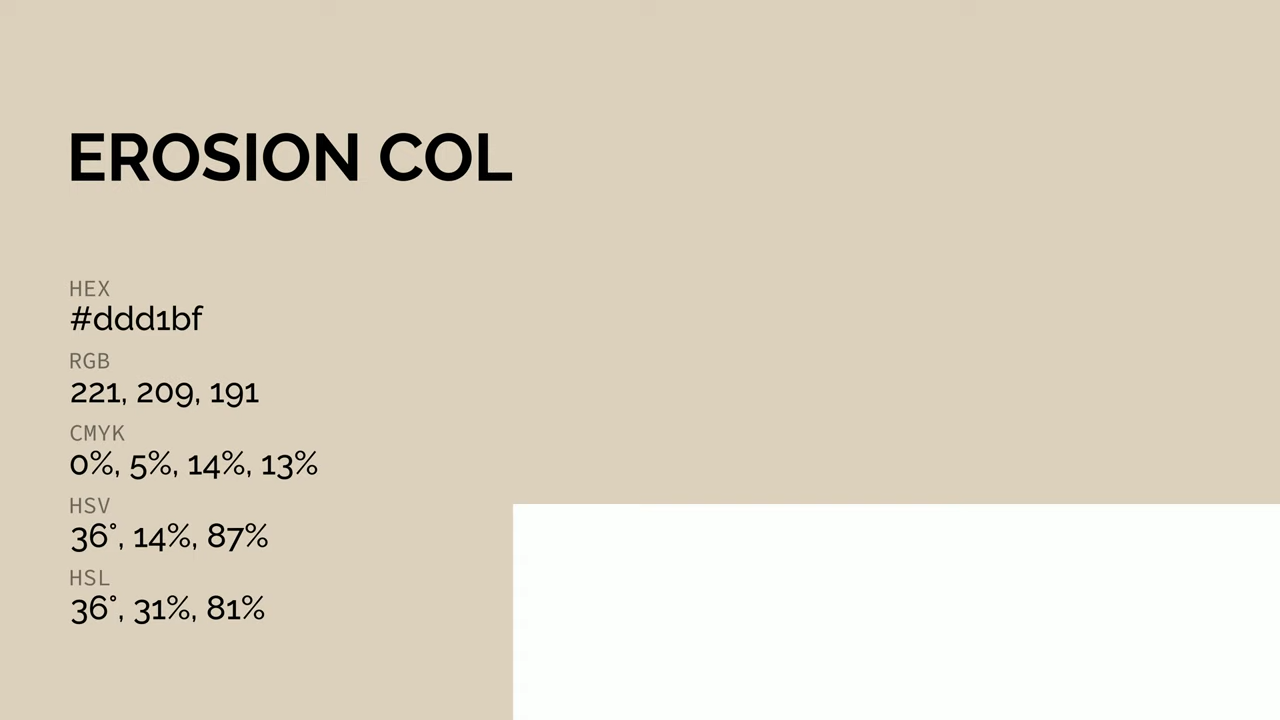 EROSION COL
HEX
#ddd1bf
RGB
221, 209, 191
CMYK
0%, 5%, 14%, 13%
HSV
36°, 14%, 87%
HSL
36°, 31%, 81%